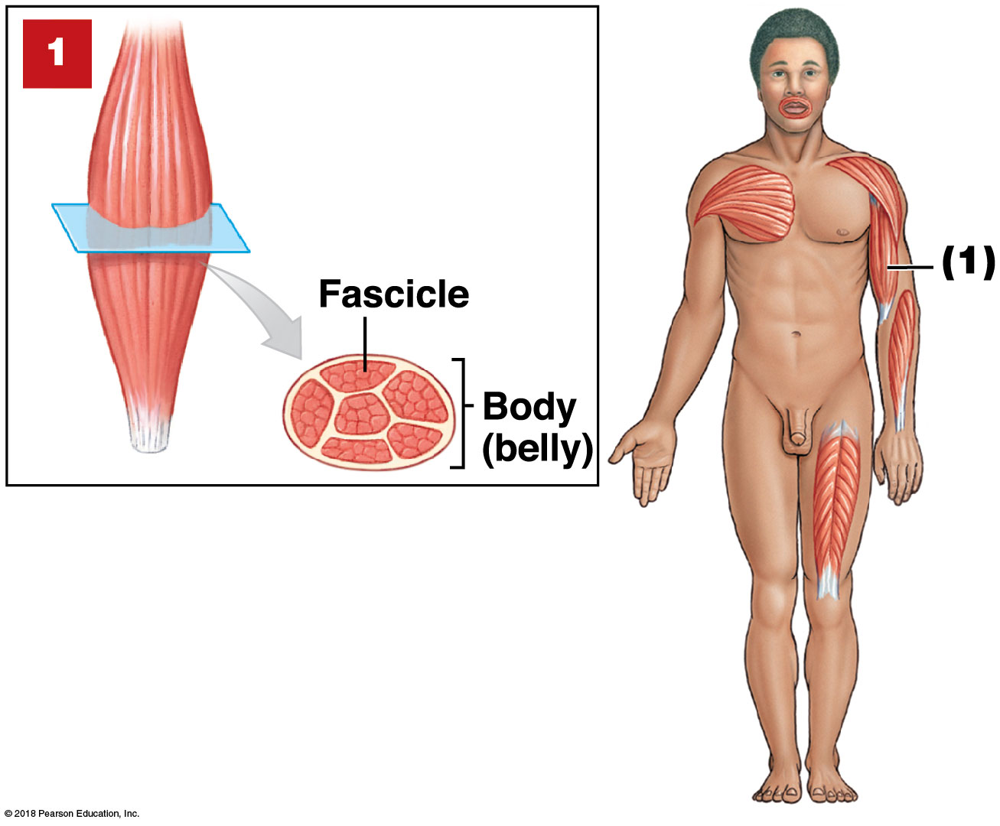 1
Fascicle
Body
(belly)
(1)
© 2018 Pearson Education, Inc.